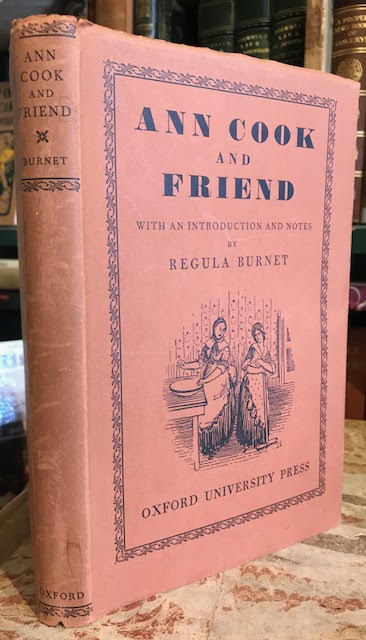 ANN
COOK
AND
FRIEND
BURNET
OXFORD
ANN COOK
AND
FRIEND
WITH AN INTRODUCTION AND NOTES
BY
REGULA BURNET
OXFORD UNIVERSITY PRESS